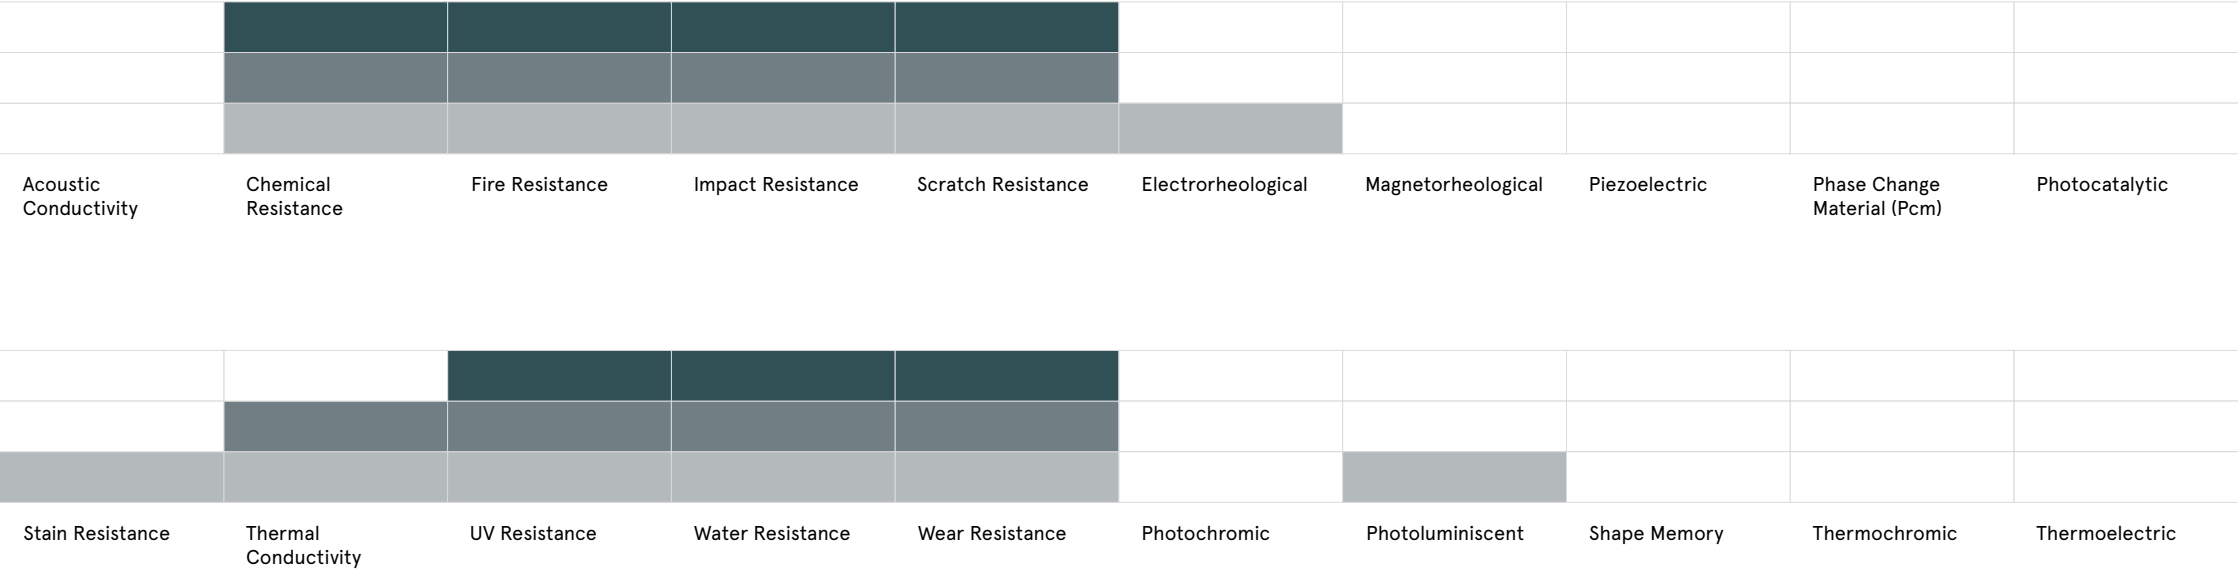 Acoustic
Conductivity
Chemical
Resistance
Fire Resistance
Impact Resistance
Scratch Resistance
Electrorheological
Magnetorheological
Piezoelectric
Phase Change
Material (Pcm)
Photocatalytic
Stain Resistance
Thermal
Conductivity
UV Resistance
Water Resistance
Wear Resistance
Photochromic
Photoluminiscent
Shape Memory
Thermochromic
Thermoelectric